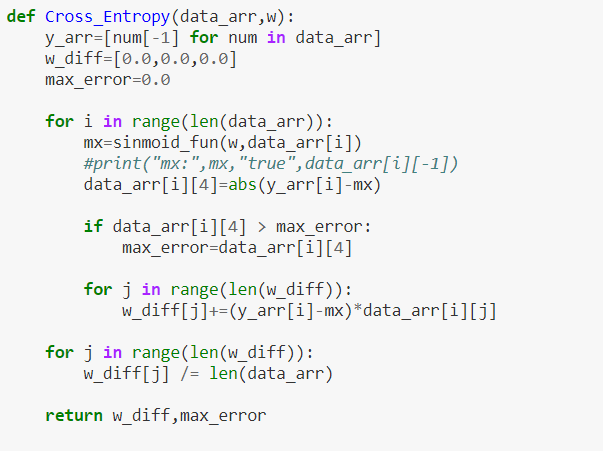 def Cross_Entropy(data_arr,w):
    y_arr=[num[-1] for num in data_arr]
    w_diff=[0.0,0.0,0.0]
    max_error=0.0

    for i in range(len(data_arr)):
        mx=sinmoid_fun(w,data_arr[i])
        #print("mx:",mx,"true",data_arr[i][-1])
        data_arr[i][4]=abs(y_arr[i]-mx)

        if data_arr[i][4] > max_error:
            max_error=data_arr[i][4]

        for j in range(len(w_diff)):
            w_diff[j]+=(y_arr[i]-mx)*data_arr[i][j]

    for j in range(len(w_diff)):
        w_diff[j] /= len(data_arr)

    return w_diff,max_error